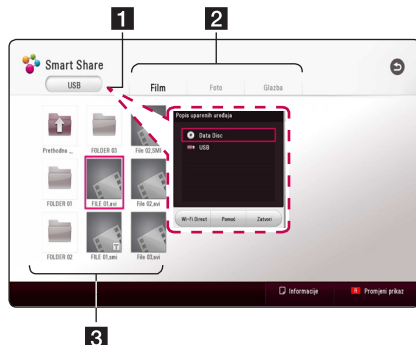 1
2
Smart Share
USB
Film
Foto
Glazba
Prethodna ...
FOLDER 03
File 02.SMI
Popis uparenih uređaja
Data Disc
USB
FOLDER 01
FILE 01.avi
File 02.avi
Wi-Fi Direct
Pomoć
Zatvori
FOLDER 02
T
FILE 01.smi
File 03.avi
Informacije
R Promjeni prikaz
3